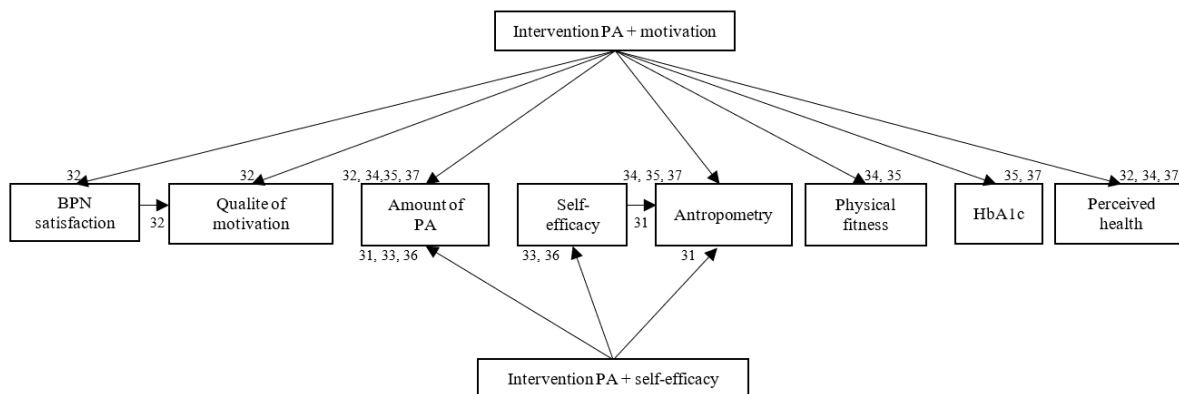 Intervention PA + motivation
32
32
32, 34,35, 37
34, 35, 37
34, 35
35, 37
32, 34, 37
BPN
satisfaction
32
Qualite of
motivation
Amount of
PA
Self-
efficacy
31
Antropometry
Physical
fitness
HbA1c
Perceived
health
31, 33, 36
33, 36
31
Intervention PA + self-efficacy